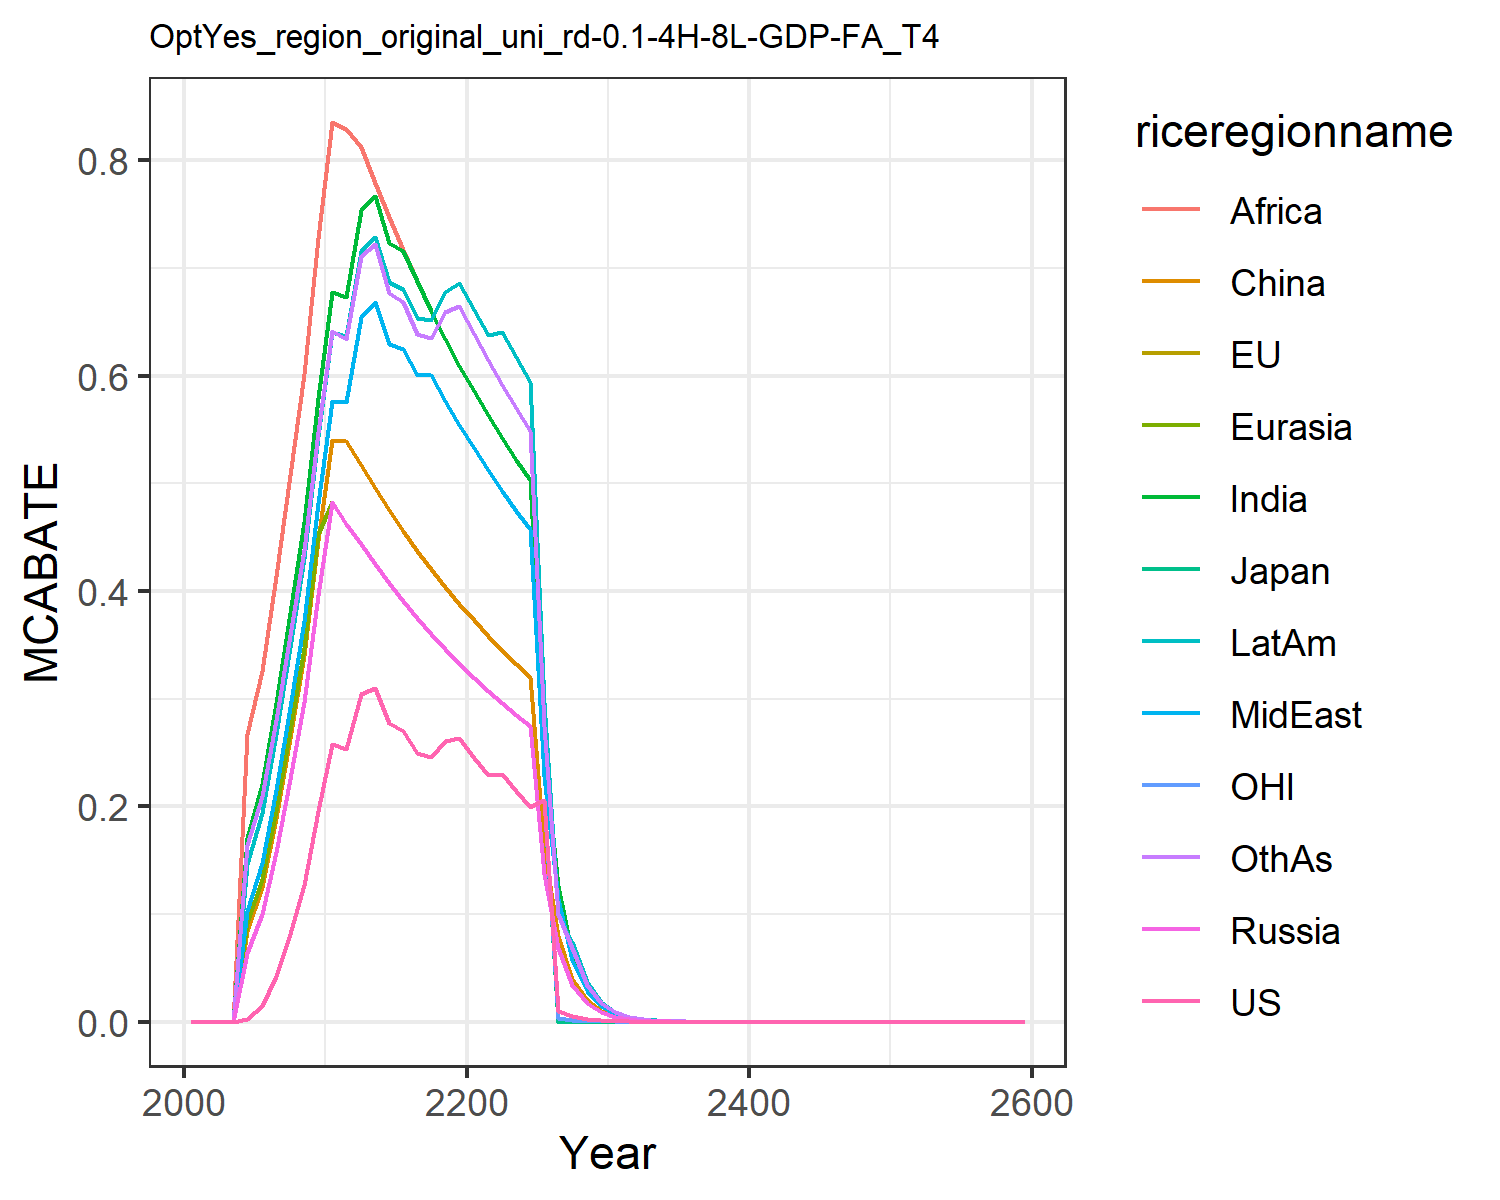 OptYes_region_original_uni_rd-0.1-4H-8L-GDP-FA_T4
MCABATE
0.8
0.6
0.4
0.2
0.0
2000
2200
2400
2600
Year
riceregionname
Africa
China
EU
Eurasia
India
Japan
LatAm
MidEast
OHI
OthAs
Russia
US